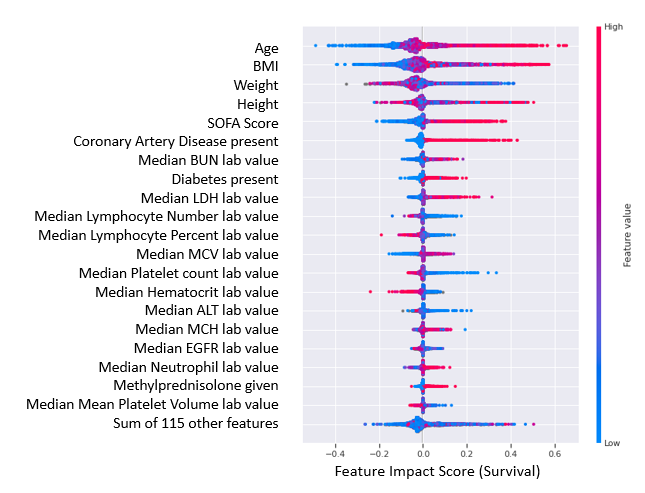 High
Age
BMI
Weight
Height
SOFA Score
Coronary Artery Disease present
Median BUN lab value
Diabetes present
Median LDH lab value
Median Lymphocyte Number lab value
Median Lymphocyte Percent lab value
Median MCV lab value
Median Platelet count lab value
Median Hematocrit lab value
Median ALT lab value
Median MCH lab value
Median EGFR lab value
Median Neutrophil lab value
Methylprednisolone given
Median Mean Platelet Volume lab value
Sum of 115 other features
Feature value
Low
−0.4 −0.2 0.0 0.2 0.4 0.6
Feature Impact Score (Survival)